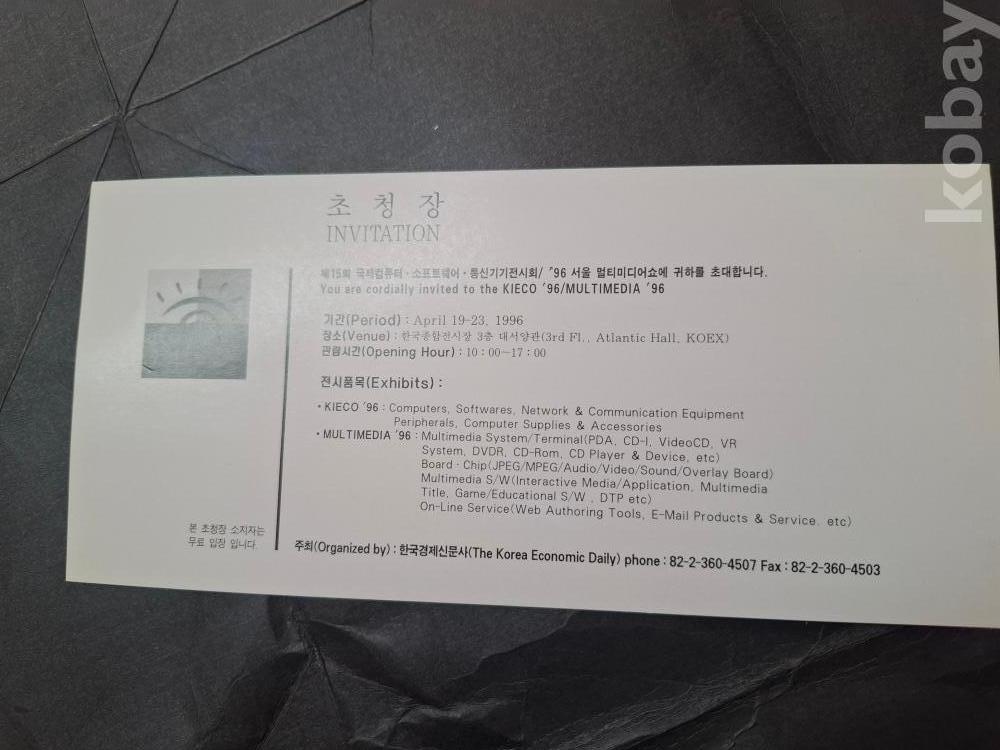 초 청 장
INVITATION
제15회 국제컴퓨터·소프트웨어·통신기기전시회/ ˝96 서울 멀티미디어쇼에 귀하를 초대합니다.
You are cordially invited to the KIECO ´96/MULTIMEDIA ´96
기간(Period) : April 19-23, 1996
장소(Venue) : 한국종합전시장 3층 대서양관(3rd Fl., Atlantic Hall, KOEX)
관람시간(Opening Hour) : 10 : 00~17 : 00
전시품목(Exhibits) :
• KIECO ´96 : Computers, Softwares, Network & Communication Equipment
Peripherals, Computer Supplies & Accessories
• MULTIMEDIA ´96 : Multimedia System/Terminal(PDA, CD-I, VideoCD, VR
System, DVDR, CD-Rom, CD Player & Device, etc)
Board · Chip(JPEG/MPEG/Audio/Video/Sound/Overlay Board)
Multimedia S/W(Interactive Media/Application, Multimedia
Title, Game/Educational S/W , DTP etc)
On-Line Service(Web Authoring Tools, E-Mail Products & Service. etc)
본 초청장 소지자는
무료 입장 입니다.
주최(Organized by) : 한국경제신문사(The Korea Economic Daily) phone : 82-2-360-4507 Fax : 82-2-360-4503
kobay